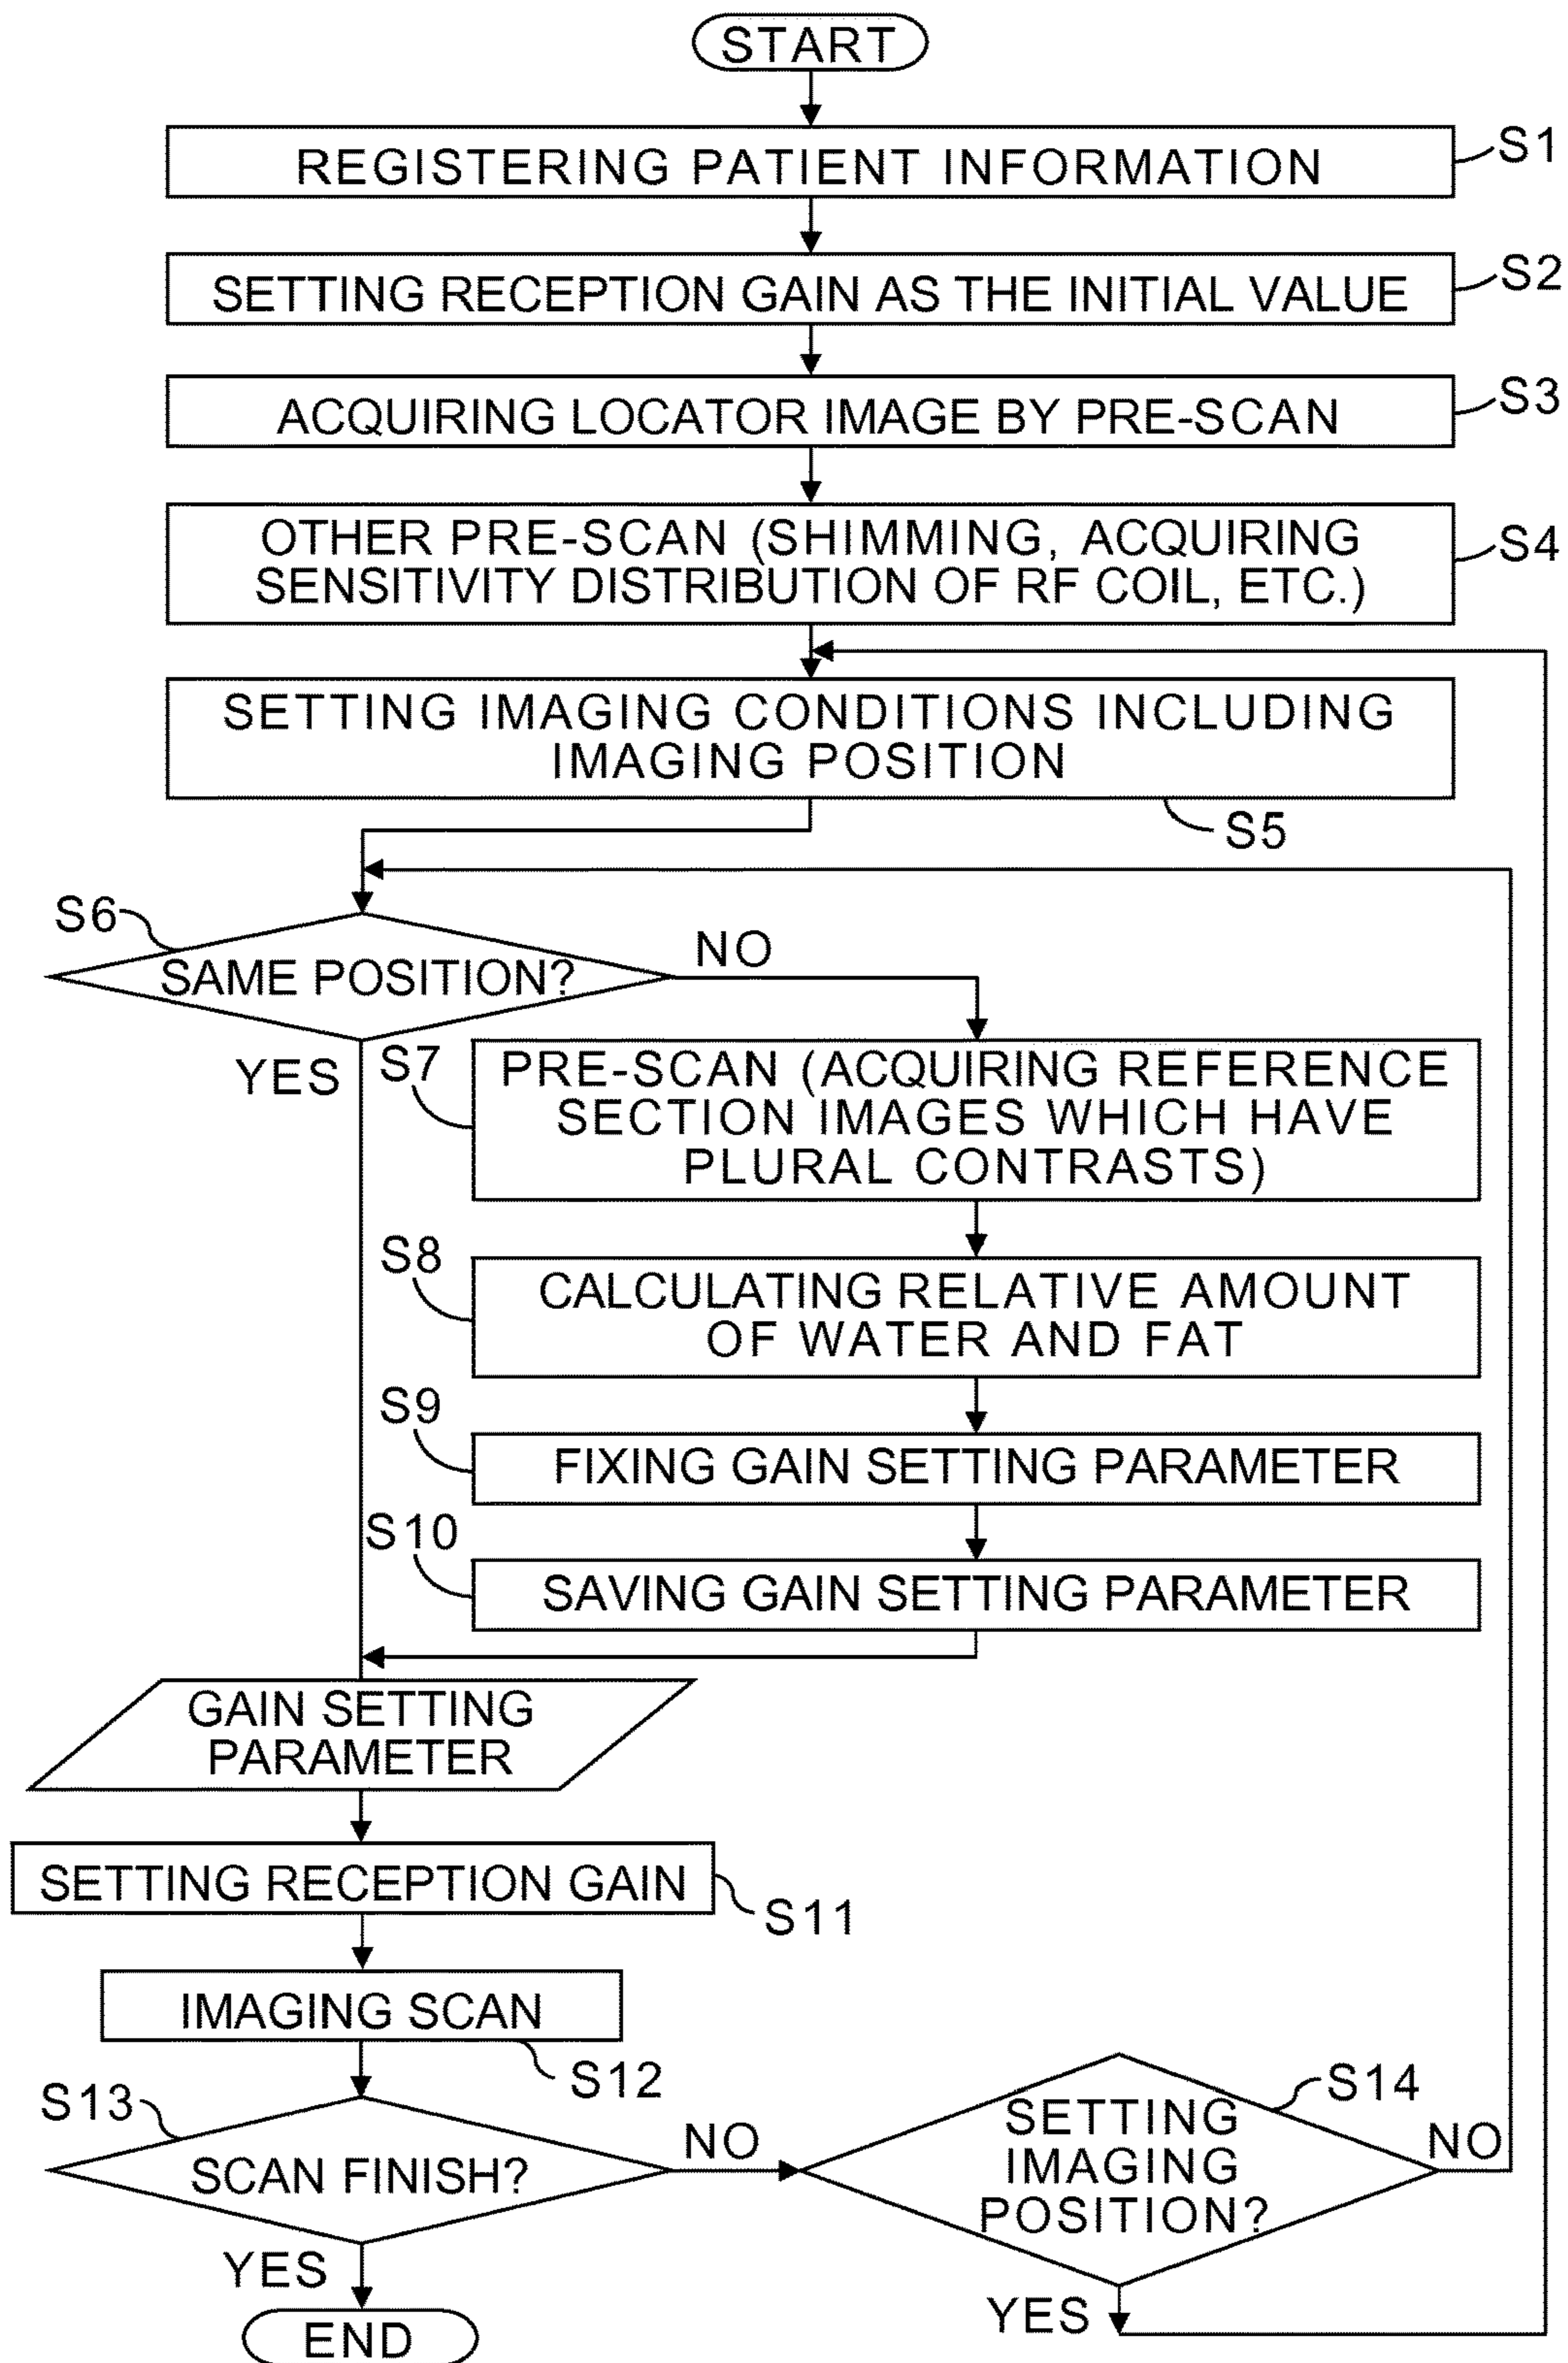 START
REGISTERING PATIENT INFORMATION
S1
SETTING RECEPTION GAIN AS THE INITIAL VALUE
S2
ACQUIRING LOCATOR IMAGE BY PRE-SCAN
S3
OTHER PRE-SCAN (SHIMMING, ACQUIRING
SENSITIVITY DISTRIBUTION OF RF COIL, ETC.)
S4
SETTING IMAGING CONDITIONS INCLUDING
IMAGING POSITION
S5
S6
SAME POSITION?
NO
YES
S7
PRE-SCAN (ACQUIRING REFERENCE
SECTION IMAGES WHICH HAVE
PLURAL CONTRASTS)
S8
CALCULATING RELATIVE AMOUNT
OF WATER AND FAT
S9
FIXING GAIN SETTING PARAMETER
S10
SAVING GAIN SETTING PARAMETER
GAIN SETTING
PARAMETER
SETTING RECEPTION GAIN
S11
IMAGING SCAN
S12
S13
SCAN FINISH?
NO
YES
S14
SETTING
IMAGING
POSITION?
NO
YES
END